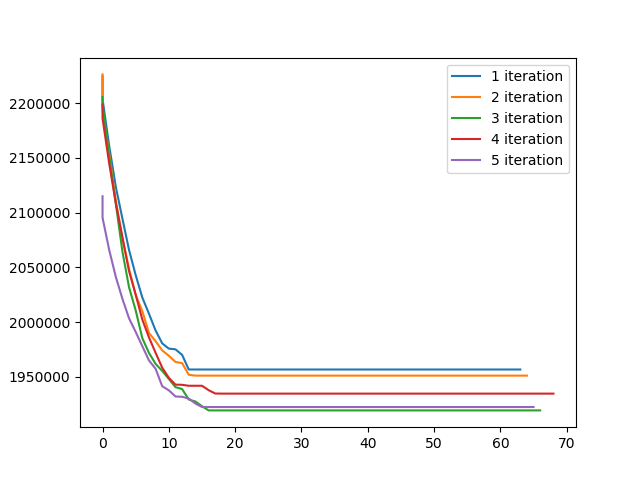 1 iteration
2 iteration
3 iteration
4 iteration
5 iteration
2200000
2150000
2100000
2050000
2000000
1950000
0 10 20 30 40 50 60 70